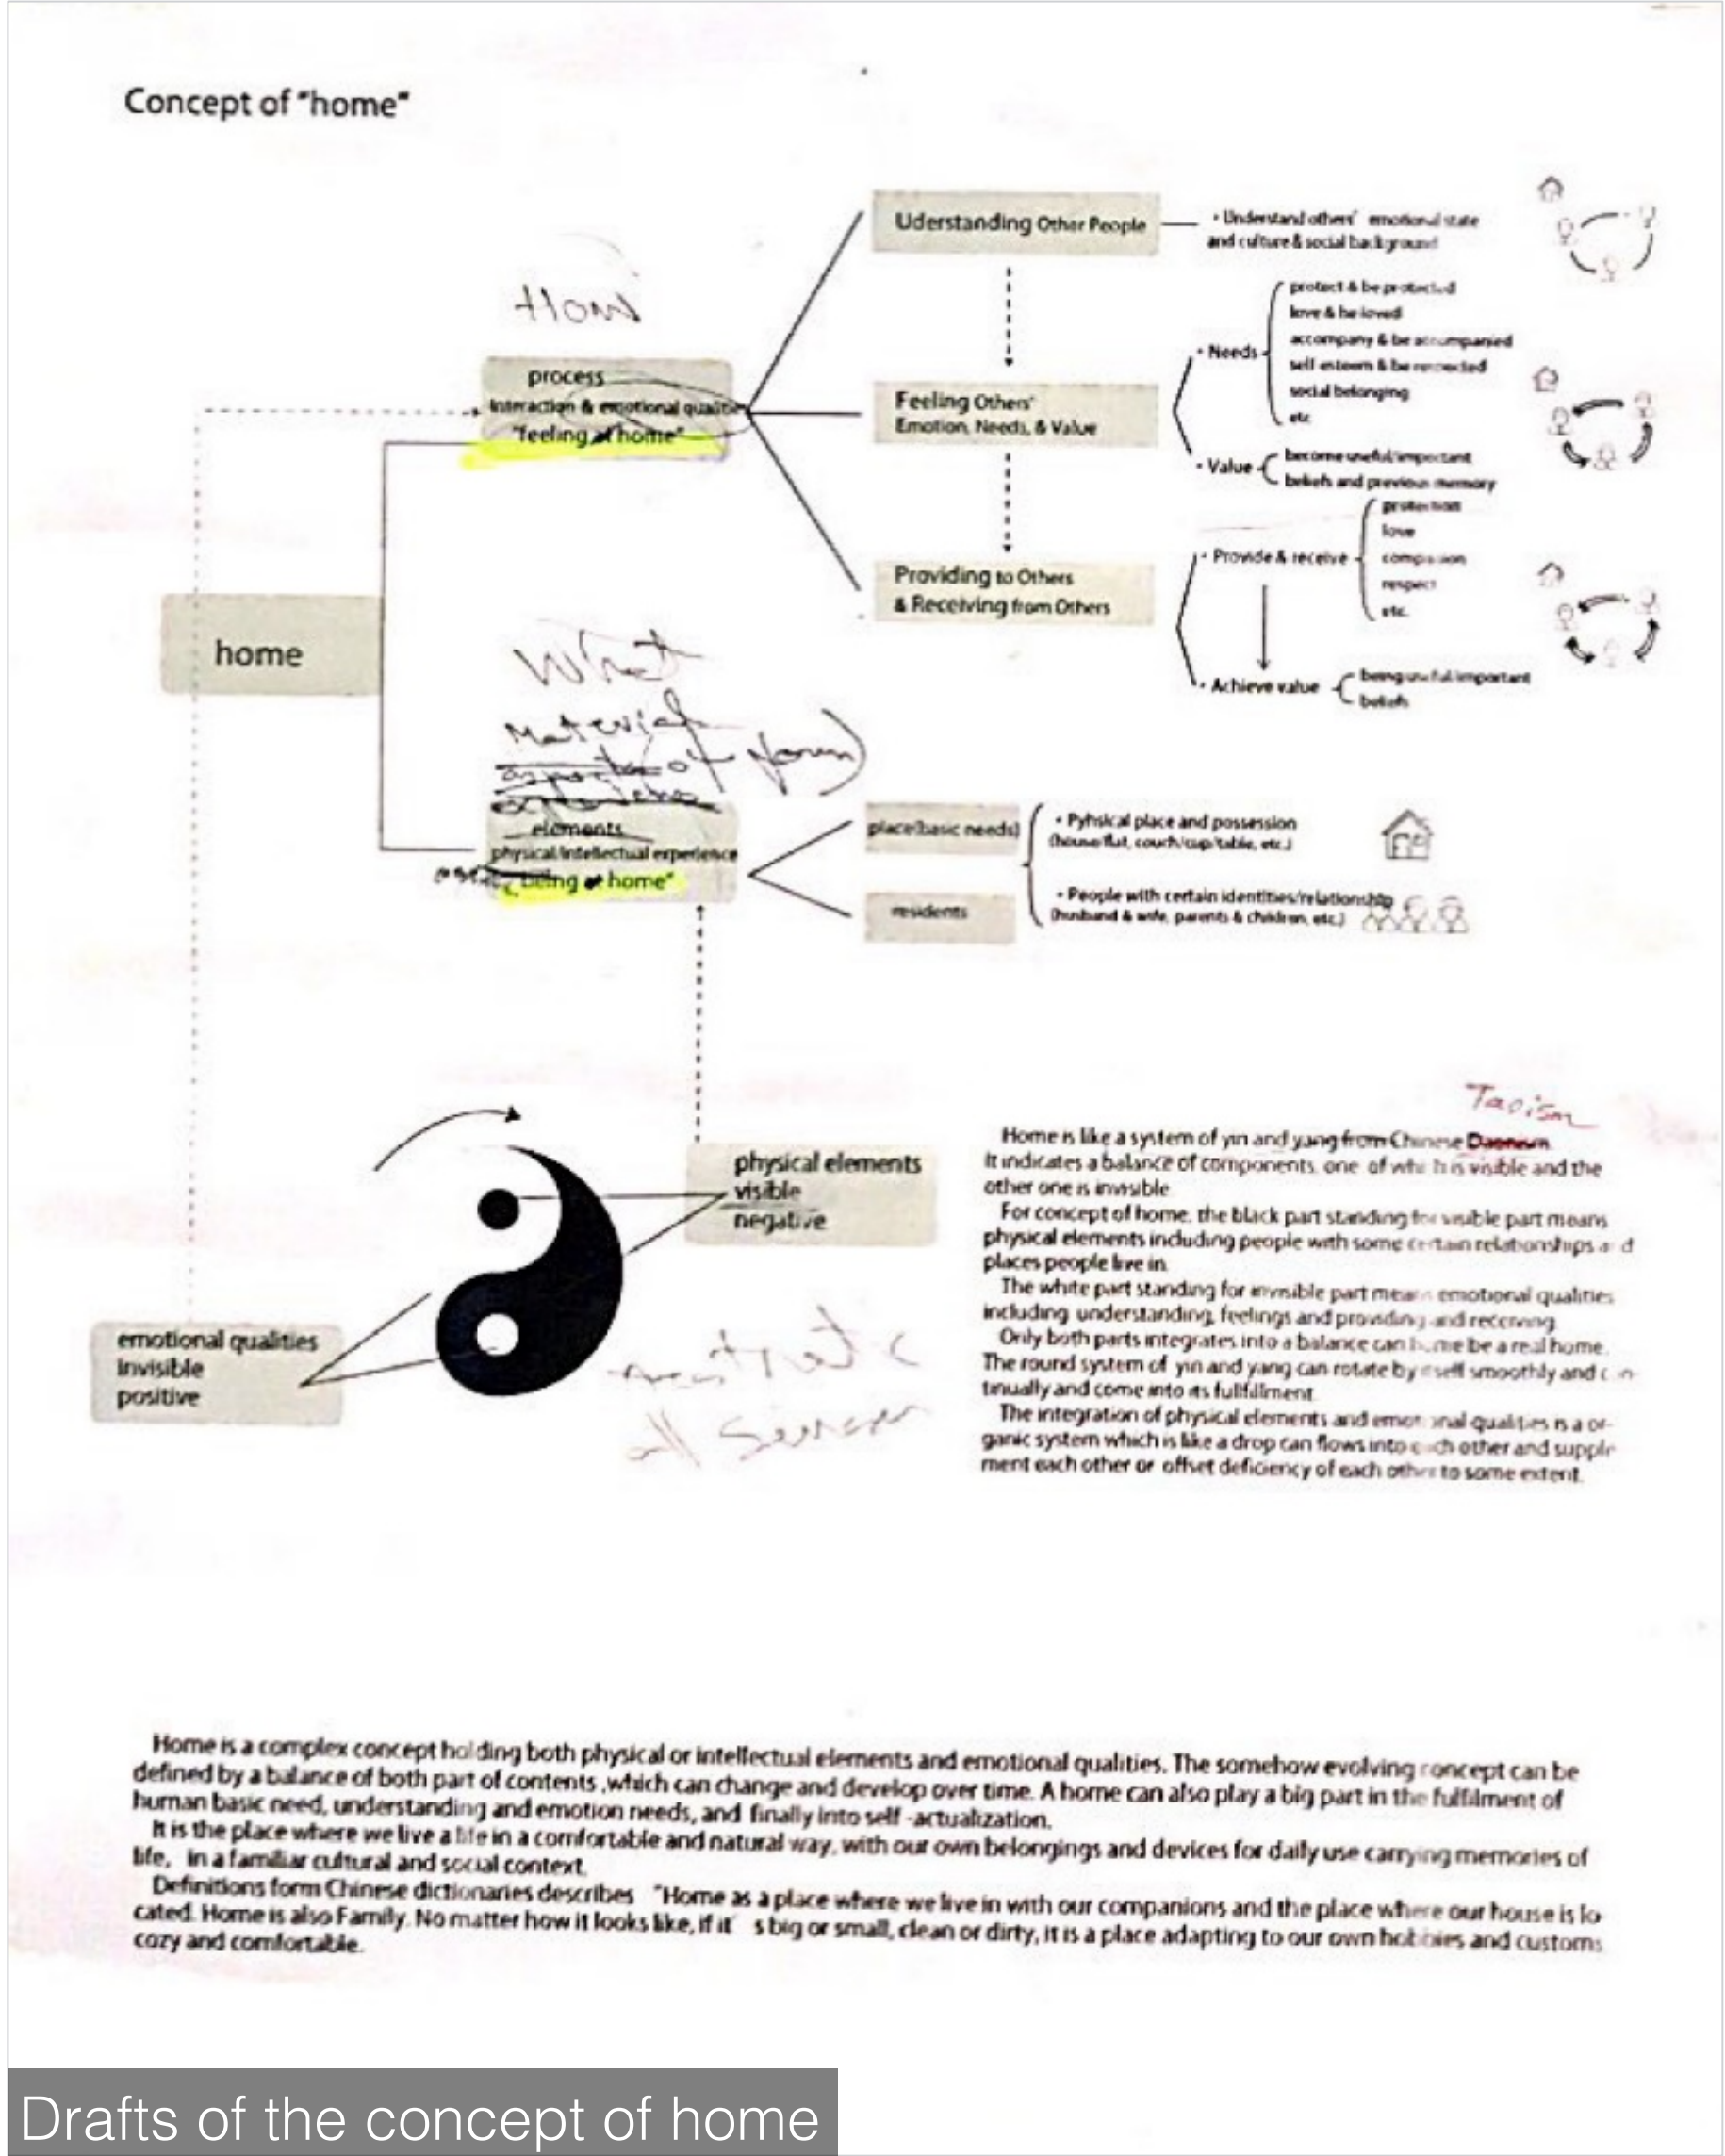 Concept of "home"
Uderstanding Other People
• Understand others' emotional state
and culture & social background
How
process
Interaction & emotional qualities
"feeling at home"
Feeling Others'
Emotion, Needs, & Value
• Needs
protect & be protected
love & be loved
accompany & be accumpanied
self esteem & be respected
social belonging
etc
• Value
become useful/important
beliefs and previous memory
Providing to Others
& Receiving from Others
• Provide & receive
protection
love
respect
etc.
• Achieve value
being useful/important
beliefs
home
What
Material
or form)
elements
physical/intellectual experience
being at home"
place(basic needs)
• Pyhsical place and possession
(house/flat, couch/cup/table, etc.)
residents
• People with certain identities/relationship
(husband & wife, parents & children, etc.)
physical elements
visible
negative
emotional qualities
invisible
positive
all senses
Taoism
Home is like a system of yin and yang from Chinese
It indicates a balance of components, one of which is visible and the
other one is invisible
For concept of home, the black part standing for visible part means
physical elements including people with some certain relationships and
places people live in.
The white part standing for invisible part means emotional qualities
including understanding, feelings and providing and receiving
Only both parts integrates into a balance can home be a real home.
The round system of yin and yang can rotate by itself smoothly and con-
tinually and come into its fullfillment.
The integration of physical elements and emotional qualities is a or-
ganic system which is like a drop can flows into each other and supple
ment each other or offset deficiency of each other to some extent.
Home is a complex concept holding both physical or intellectual elements and emotional qualities. The somehow evolving concept can be
defined by a balance of both part of contents ,which can change and develop over time. A home can also play a big part in the fulfilment of
human basic need, understanding and emotion needs, and finally into self -actualization.
It is the place where we live a life in a comfortable and natural way, with our own belongings and devices for daily use carrying memories of
life, in a familiar cultural and social context.
Definitions form Chinese dictionaries describes "Home as a place where we live in with our companions and the place where our house is lo
cated. Home is also Family. No matter how it looks like, if it' s big or small, clean or dirty, it is a place adapting to our own hobbies and customs
cozy and comfortable.
Drafts of the concept of home